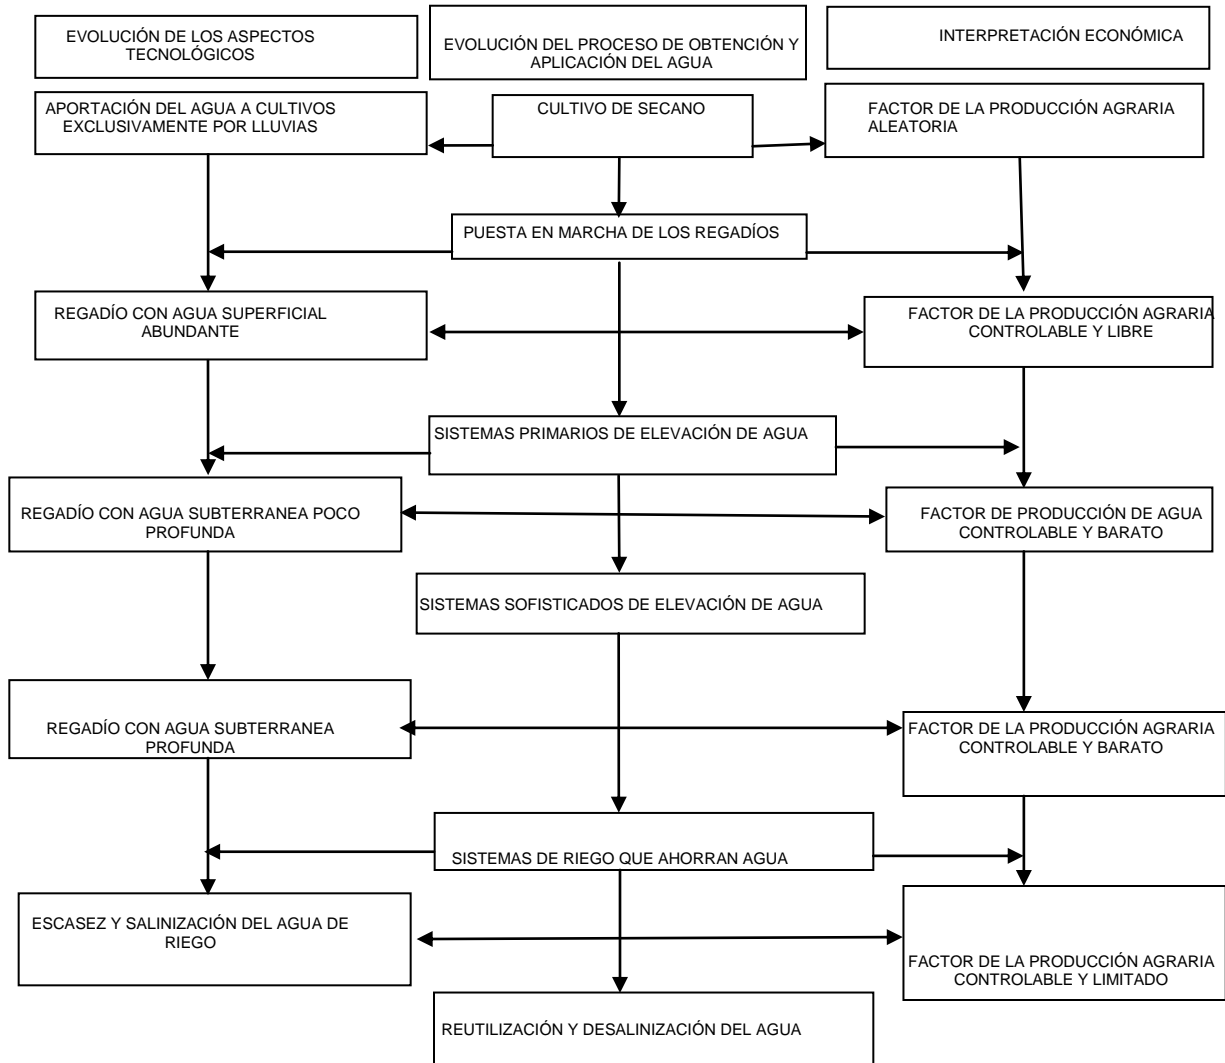 EVOLUCIÓN DE LOS ASPECTOS
TECNOLÓGICOS
EVOLUCIÓN DEL PROCESO DE OBTENCIÓN Y
APLICACIÓN DEL AGUA
INTERPRETACIÓN ECONÓMICA
APORTACIÓN DEL AGUA A CULTIVOS
EXCLUSIVAMENTE POR LLUVIAS
CULTIVO DE SECANO
FACTOR DE LA PRODUCCIÓN AGRARIA
ALEATORIA
PUESTA EN MARCHA DE LOS REGADÍOS
REGADÍO CON AGUA SUPERFICIAL
ABUNDANTE
FACTOR DE LA PRODUCCIÓN AGRARIA
CONTROLABLE Y LIBRE
SISTEMAS PRIMARIOS DE ELEVACIÓN DE AGUA
REGADÍO CON AGUA SUBTERRANEA POCO
PROFUNDA
FACTOR DE PRODUCCIÓN DE AGUA
CONTROLABLE Y BARATO
SISTEMAS SOFISTICADOS DE ELEVACIÓN DE AGUA
REGADÍO CON AGUA SUBTERRANEA
PROFUNDA
FACTOR DE LA PRODUCCIÓN AGRARIA
CONTROLABLE Y BARATO
SISTEMAS DE RIEGO QUE AHORRAN AGUA
ESCASEZ Y SALINIZACIÓN DEL AGUA DE
RIEGO
FACTOR DE LA PRODUCCIÓN AGRARIA
CONTROLABLE Y LIMITADO
REUTILIZACIÓN Y DESALINIZACIÓN DEL AGUA